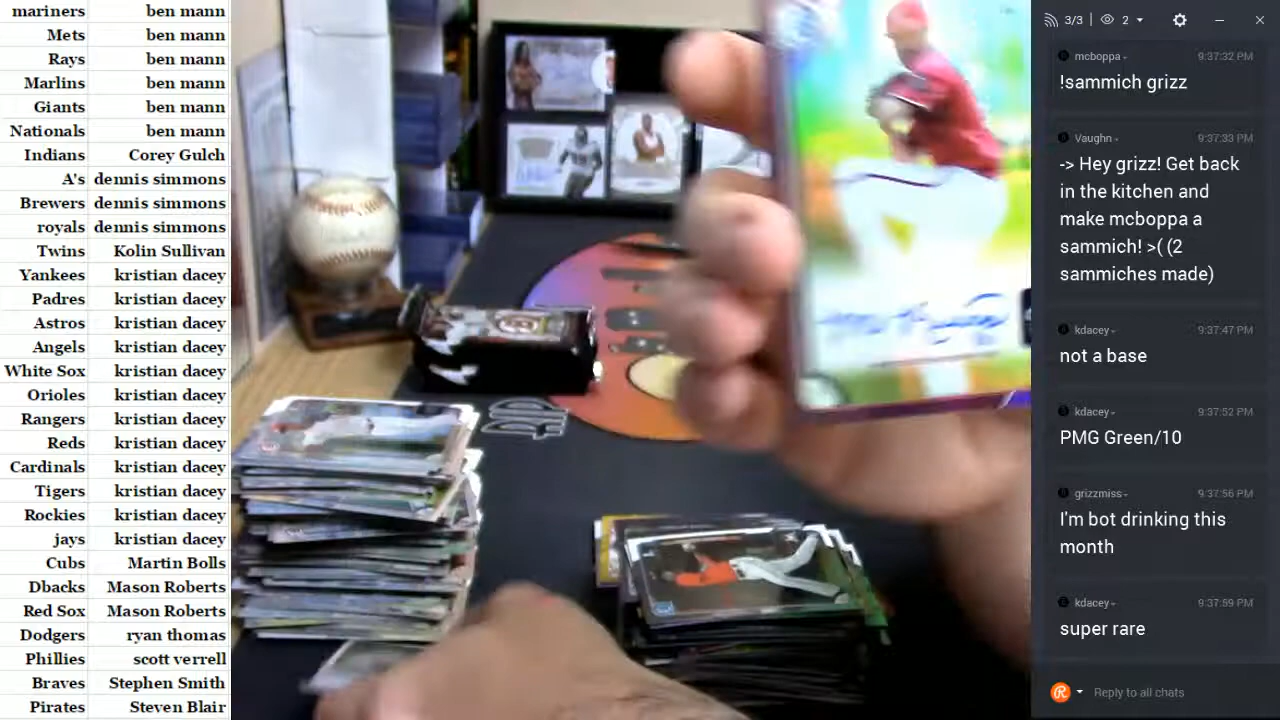 mariners ben mann
Mets ben mann
Rays ben mann
Marlins ben mann
Giants ben mann
Nationals ben mann
Indians Corey Gulch
A's dennis simmons
Brewers dennis simmons
royals dennis simmons
Twins Kolin Sullivan
Yankees kristian dacey
Padres kristian dacey
Astros kristian dacey
Angels kristian dacey
White Sox kristian dacey
Orioles kristian dacey
Rangers kristian dacey
Reds kristian dacey
Cardinals kristian dacey
Tigers kristian dacey
Rockies kristian dacey
jays kristian dacey
Cubs Martin Bolls
Dbacks Mason Roberts
Red Sox Mason Roberts
Dodgers ryan thomas
Phillies scott verrell
Braves Stephen Smith
Pirates Steven Blair
3/3 2
mcboppa 9:37:32 PM
!sammich grizz
Vaughn 9:37:33 PM
-> Hey grizz! Get back
in the kitchen and
make mcboppa a
sammich! >( (2
sammiches made)
kdacey 9:37:47 PM
not a base
kdacey 9:37:52 PM
PMG Green/10
grizzmiss 9:37:56 PM
I'm bot drinking this
month
kdacey 9:37:59 PM
super rare
Reply to all chats